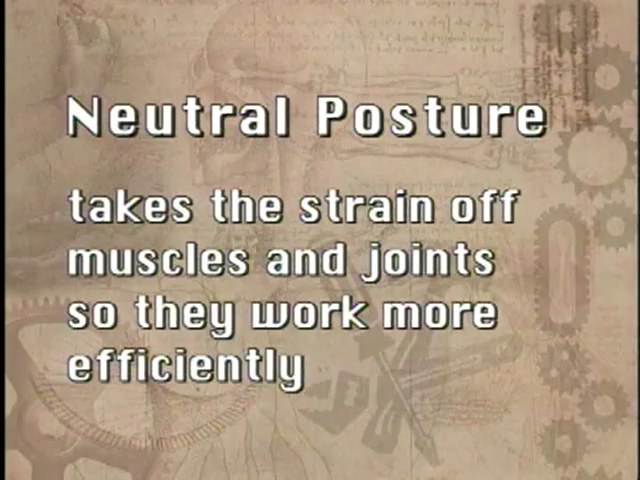 Neutral Posture
takes the strain off
muscles and joints
so they work more
efficiently